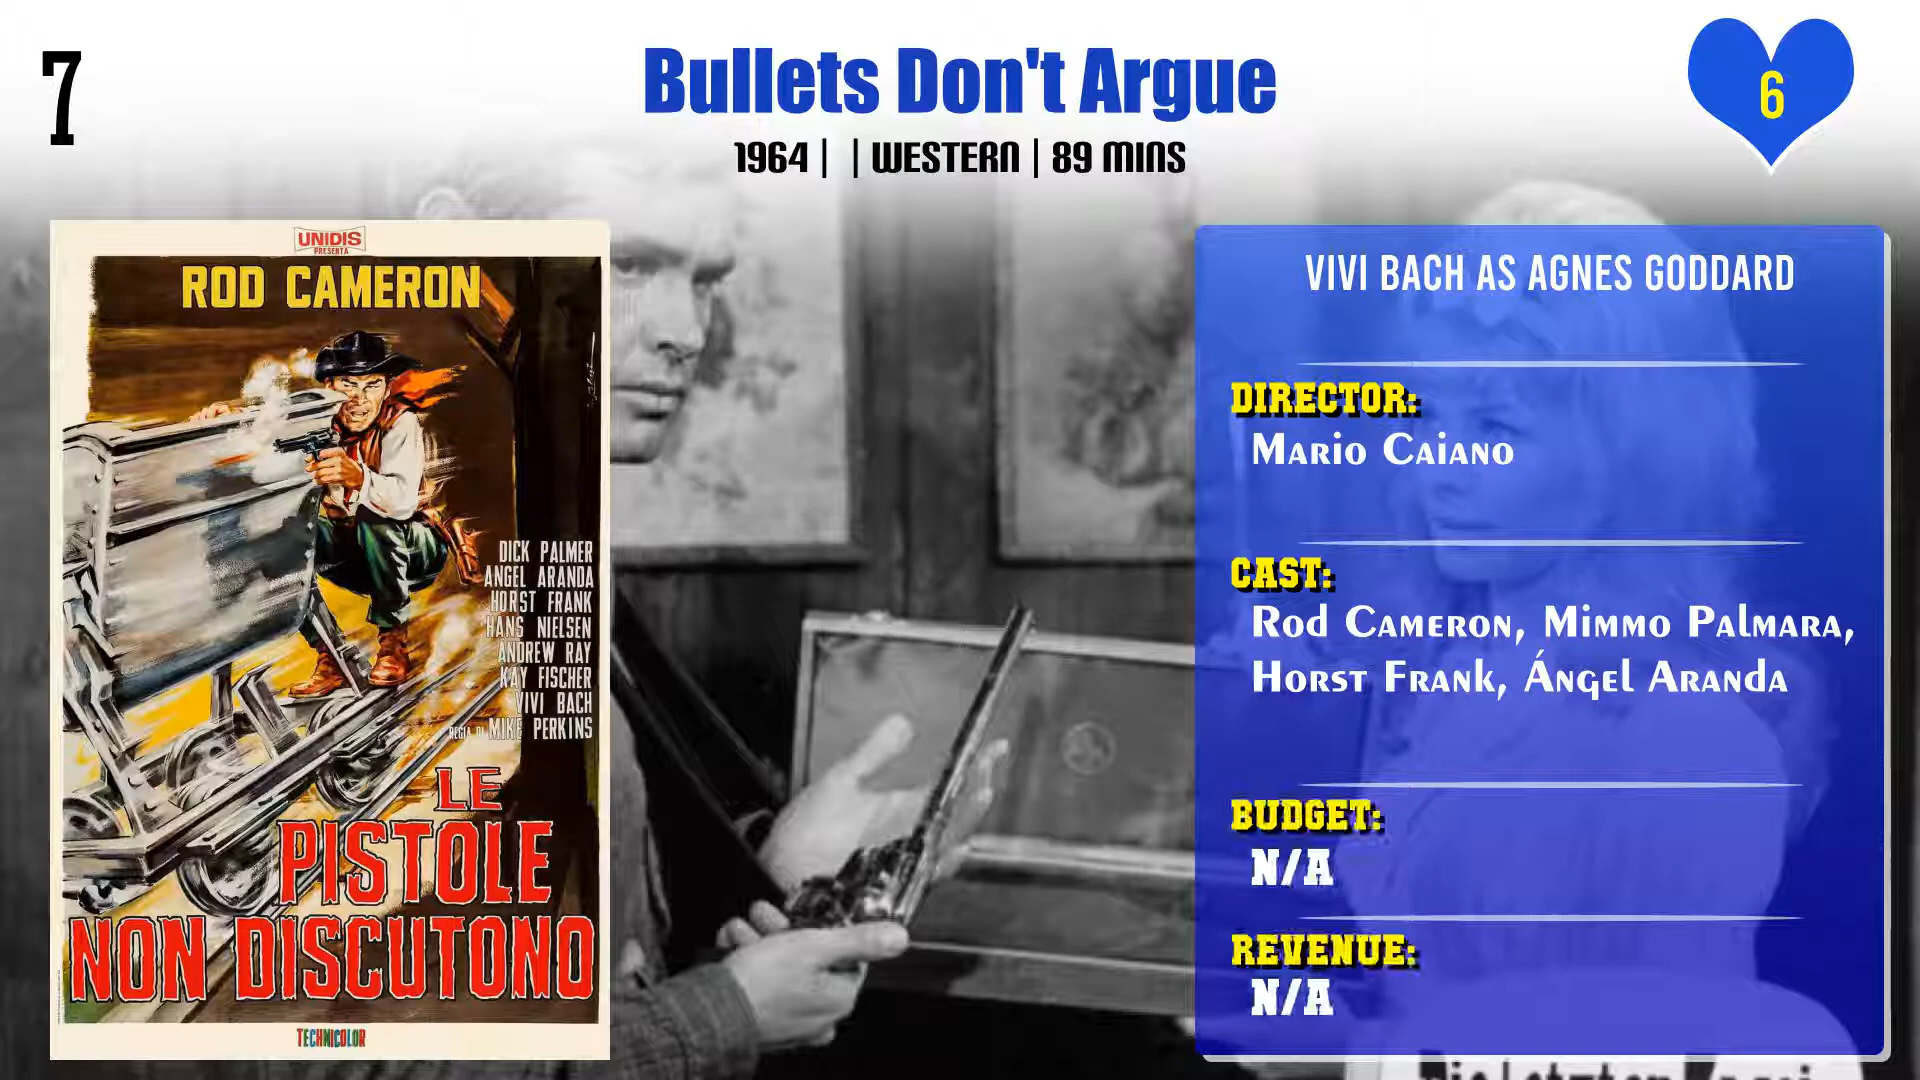 7
Bullets Don't Argue
6
1964 | | WESTERN | 89 MINS
UNIDIS
PRESENTA
ROD CAMERON
DICK PALMER
ANGEL ARANDA
HORST FRANK
HANS NIELSEN
ANDREW RAY
KAY FISCHER
VIVI BACH
REGIA DI MIKE PERKINS
LE
PISTOLE
NON DISCUTONO
TECHNICOLOR
VIVI BACH AS AGNES GODDARD
DIRECTOR:
Mario Caiano
CAST:
Rod Cameron, Mimmo Palmara,
Horst Frank, Ángel Aranda
BUDGET:
N/A
REVENUE:
N/A